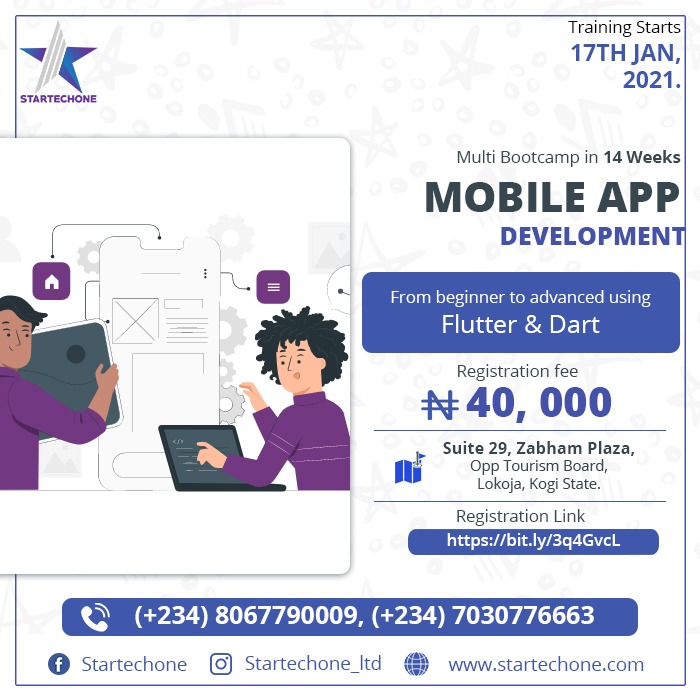 STARTECHONE
Training Starts
17TH JAN,
2021.
Multi Bootcamp in 14 Weeks
MOBILE APP
DEVELOPMENT
From beginner to advanced using
Flutter & Dart
Registration fee
₦ 40, 000
Suite 29, Zabham Plaza,
Opp Tourism Board,
Lokoja, Kogi State.
Registration Link
https://bit.ly/3q4GvcL
</>
(+234) 8067790009, (+234) 7030776663
Startechone
Startechone_ltd
www.startechone.com